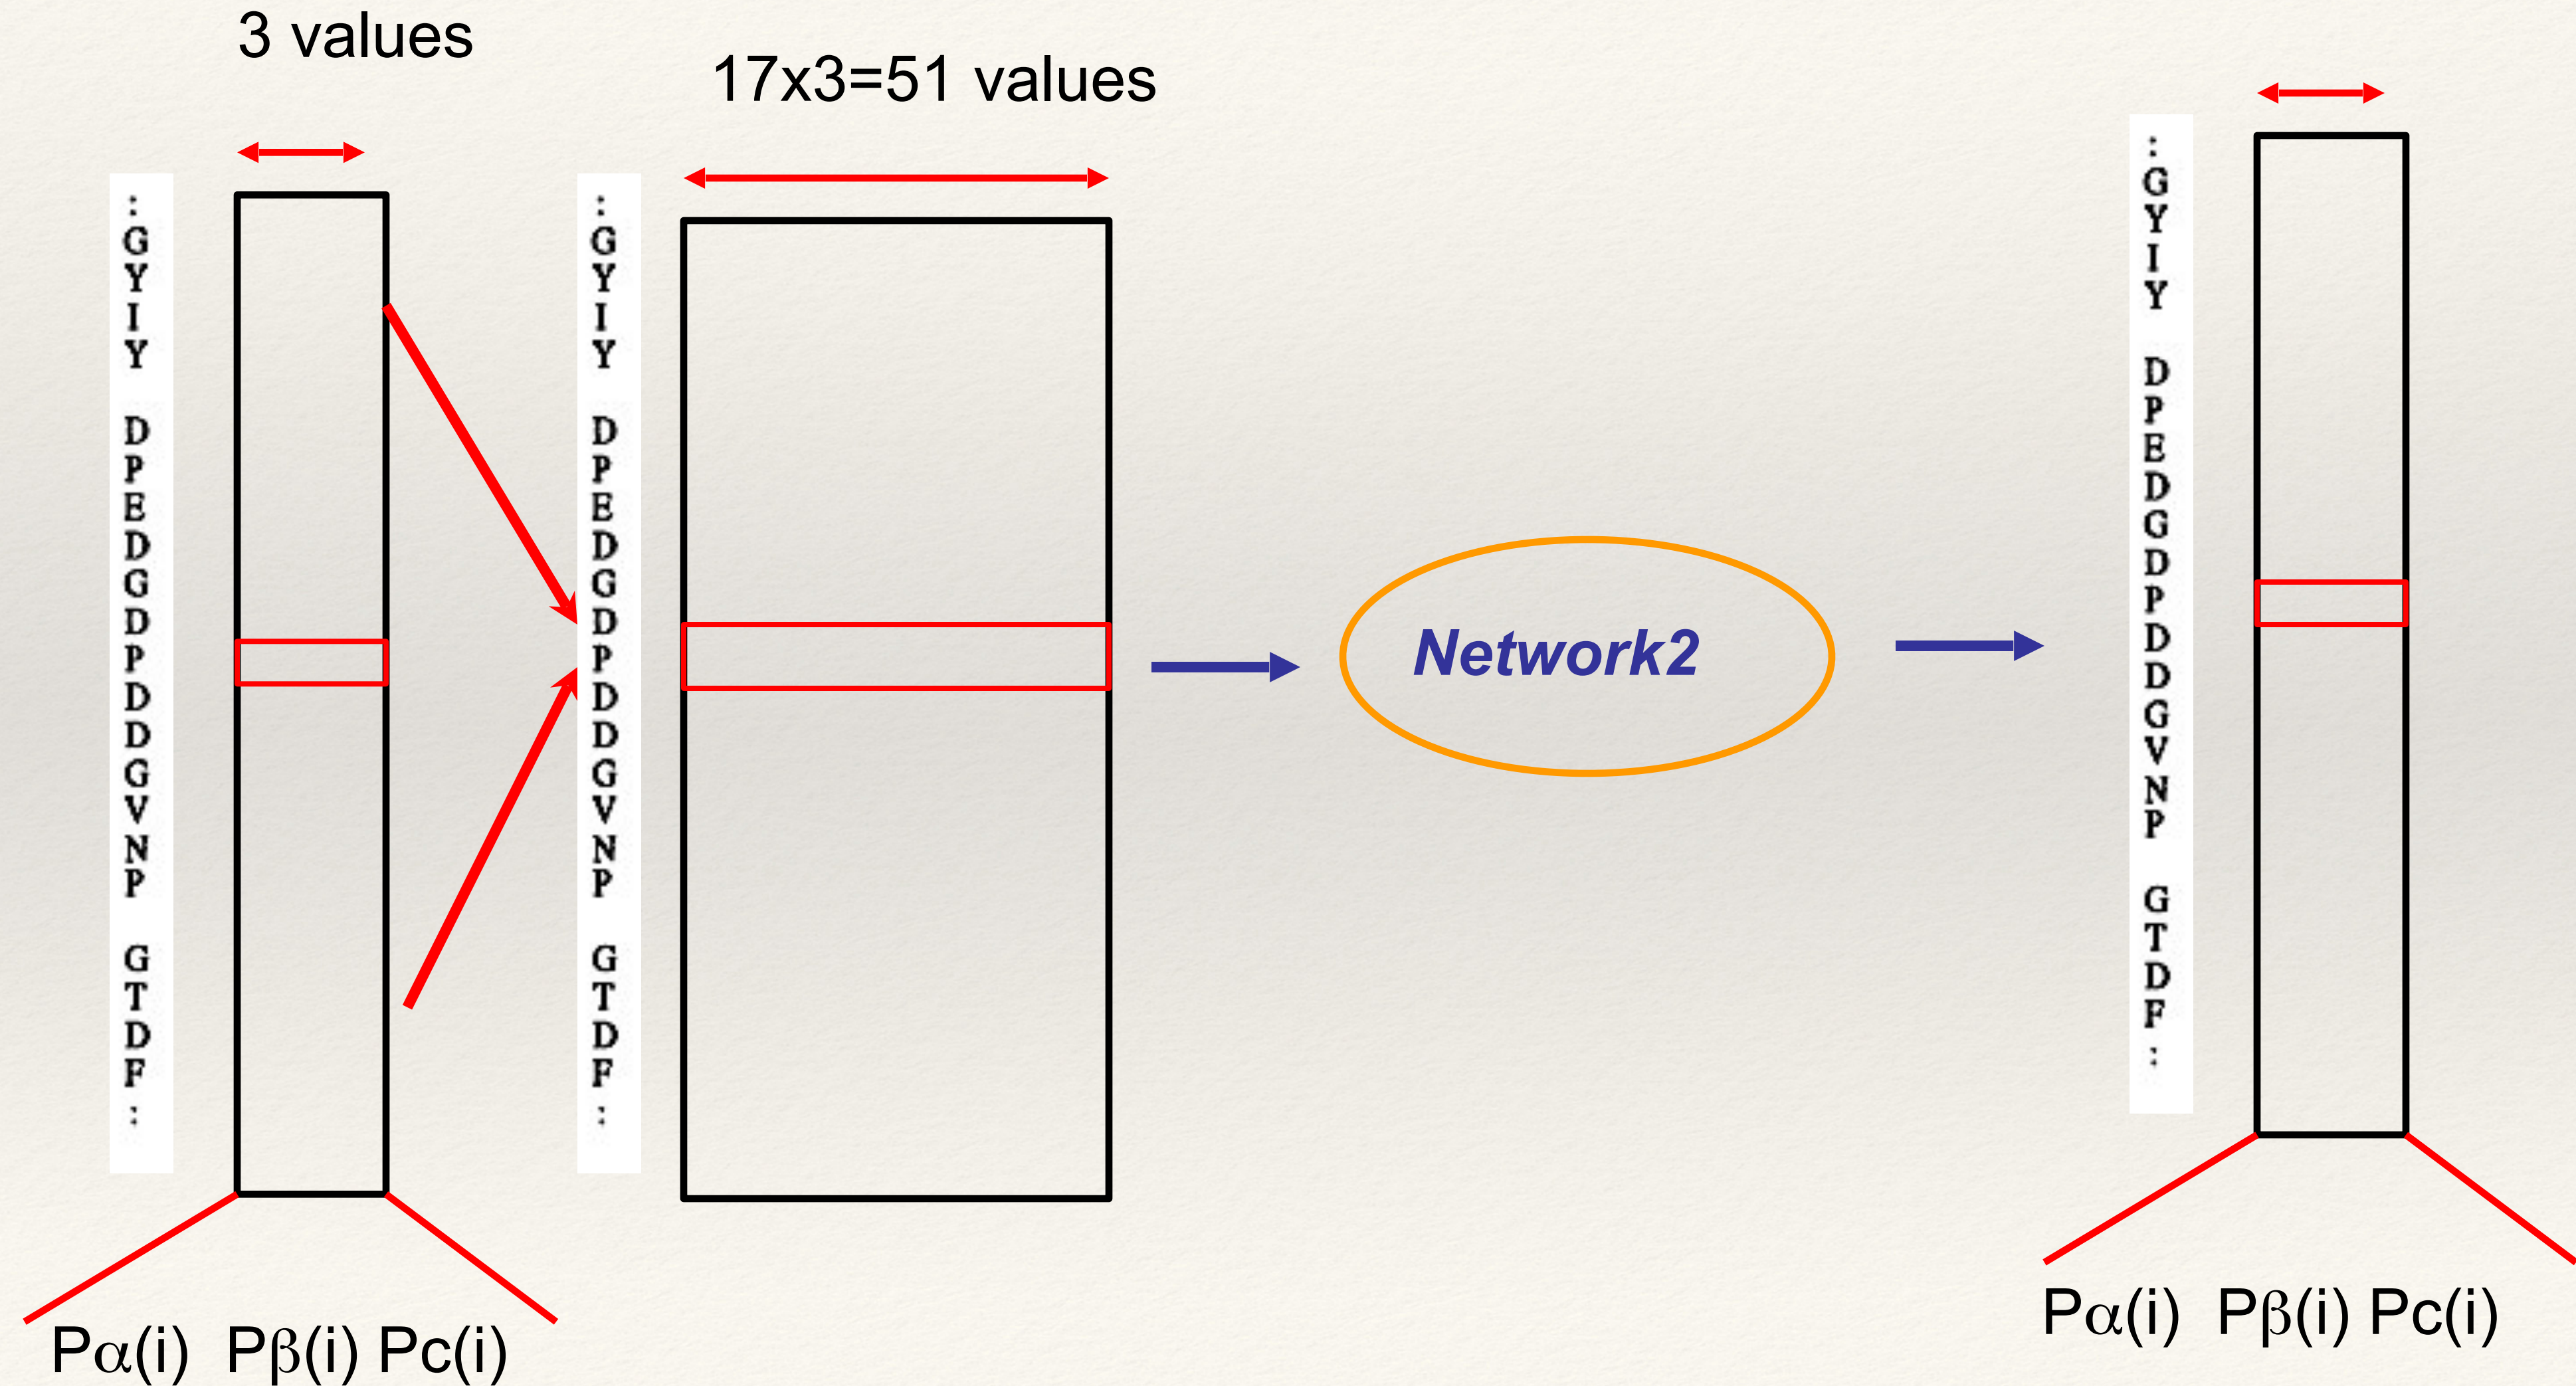 3 values
17x3=51 values
:
G
Y
I
Y
D
P
E
D
G
D
P
D
D
G
V
N
P
G
T
D
F
:
:
G
Y
I
Y
D
P
E
D
G
D
P
D
D
G
V
N
P
G
T
D
F
:
Network2
:
G
Y
I
Y
D
P
E
D
G
D
P
D
D
G
V
N
P
G
T
D
F
:
Pα(i) Pβ(i) Pc(i)
Pα(i) Pβ(i) Pc(i)